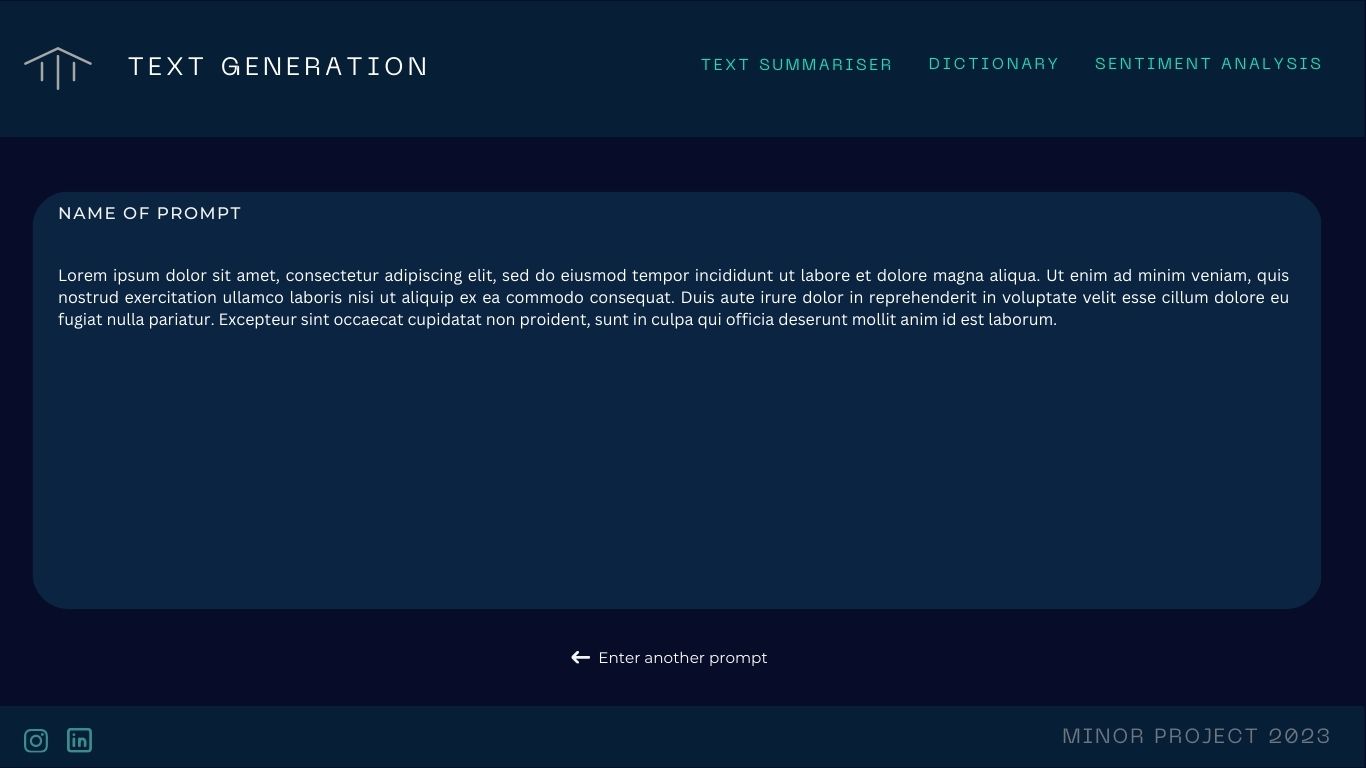 TEXT GENERATION
TEXT SUMMARISER
DICTIONARY
SENTIMENT ANALYSIS
NAME OF PROMPT
Lorem ipsum dolor sit amet, consectetur adipiscing elit, sed do eiusmod tempor incididunt ut labore et dolore magna aliqua. Ut enim ad minim veniam, quis
nostrud exercitation ullamco laboris nisi ut aliquip ex ea commodo consequat. Duis aute irure dolor in reprehenderit in voluptate velit esse cillum dolore eu
fugiat nulla pariatur. Excepteur sint occaecat cupidatat non proident, sunt in culpa qui officia deserunt mollit anim id est laborum.
Enter another prompt
in
MINOR PROJECT 2023